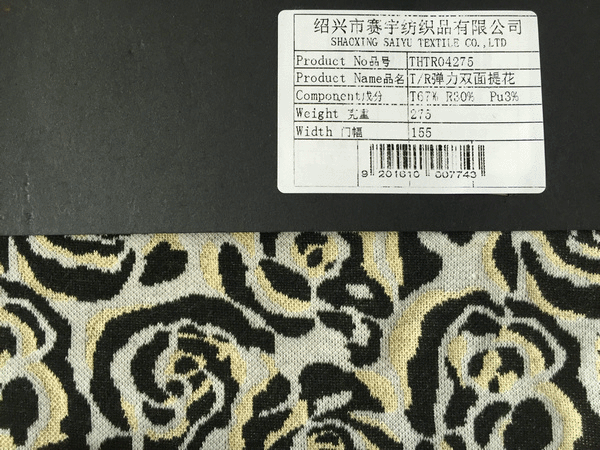 绍兴市赛宇纺织品有限公司
SHAOXING SAIYU TEXTILE CO.,LTD
Product No品号 THTR04275
Product Name品名 T/R弹力双面提花
Component成分 T67% R30% Pu3%
Weight 克重 275
Width 门幅 155
9 201610 607743